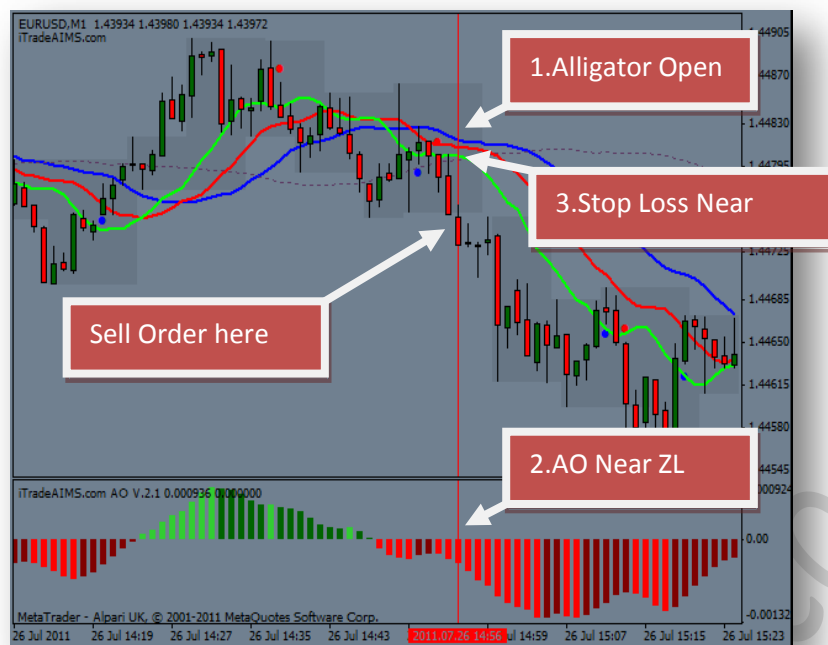 EURUSD,M1 1.43934 1.43980 1.43934 1.43972
iTradeAIMS.com
1.44905
1.44870
1.Alligator Open
1.44830
1.44795
3.Stop Loss Near
1.44725
1.44685
Sell Order here
1.44650
1.44615
1.44580
2.AO Near ZL
1.44545
iTradeAIMS.com AO V.2.1 0.000936 0.000000
000924
0.00
-0.00132
MetaTrader - Alpari UK, © 2001-2011 MetaQuotes Software Corp.
26 Jul 2011 26 Jul 14:19 26 Jul 14:27 26 Jul 14:35 26 Jul 14:43 2011.07.26 14:56 ul 14:59 26 Jul 15:07 26 Jul 15:15 26 Jul 15:23